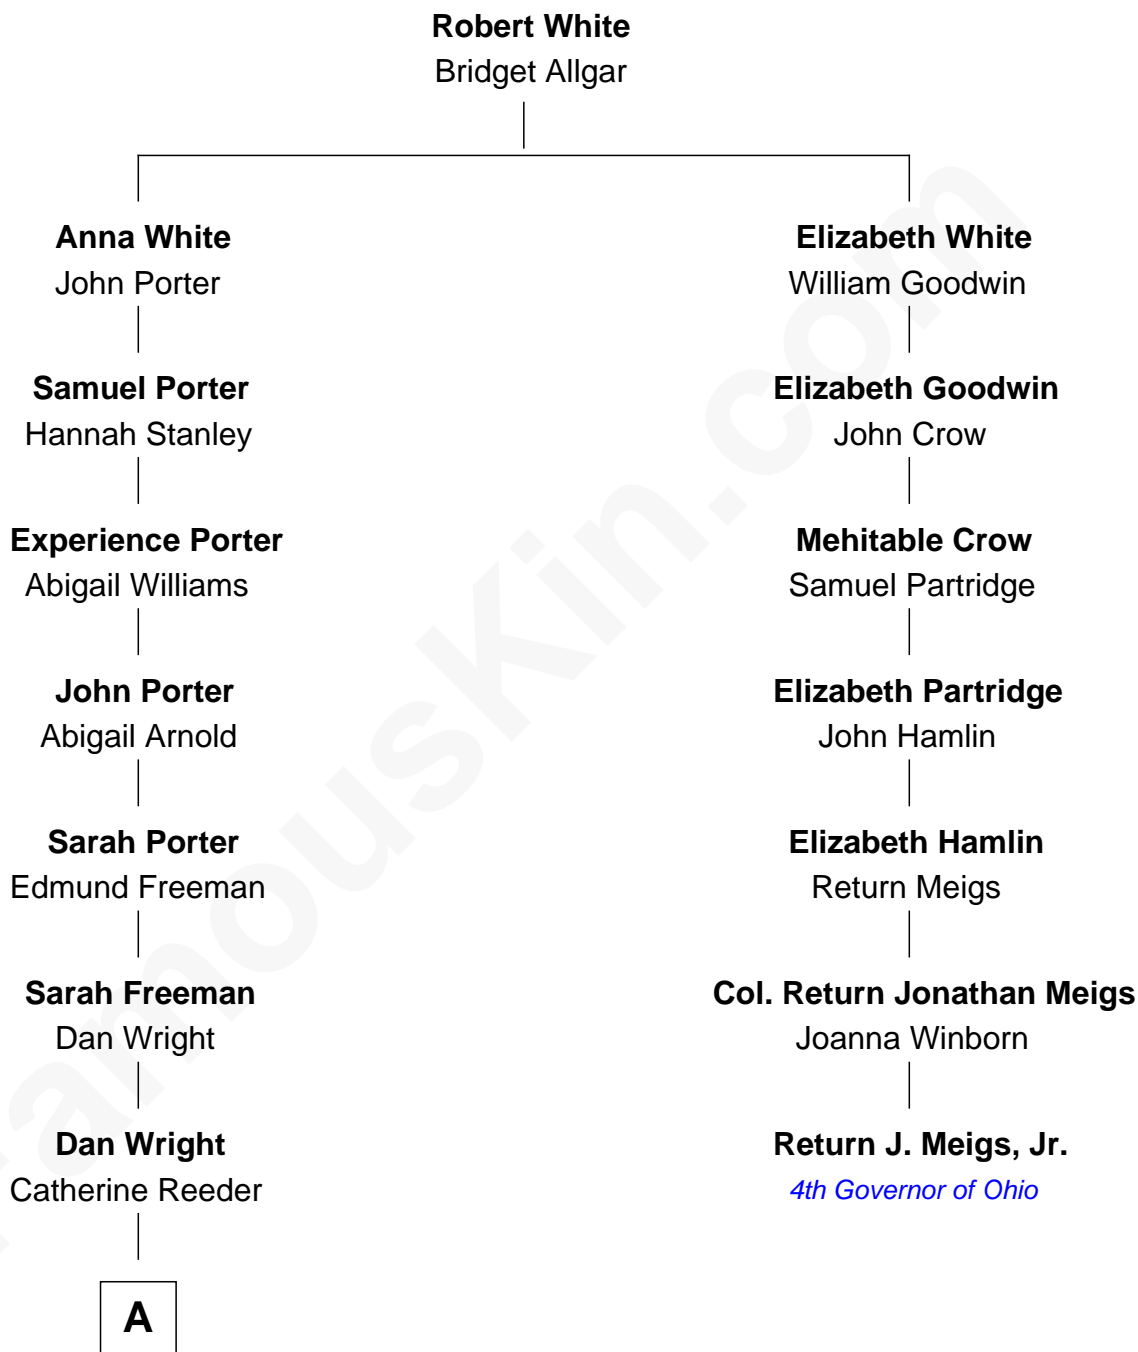 Robert White
Bridget Allgar
Anna White
John Porter
Elizabeth White
William Goodwin
Samuel Porter
Hannah Stanley
Elizabeth Goodwin
John Crow
Experience Porter
Abigail Williams
Mehitable Crow
Samuel Partridge
John Porter
Abigail Arnold
Elizabeth Partridge
John Hamlin
Sarah Porter
Edmund Freeman
Elizabeth Hamlin
Return Meigs
Sarah Freeman
Dan Wright
Col. Return Jonathan Meigs
Joanna Winborn
Dan Wright
Catherine Reeder
Return J. Meigs, Jr.
4th Governor of Ohio
A
FamousKin.com